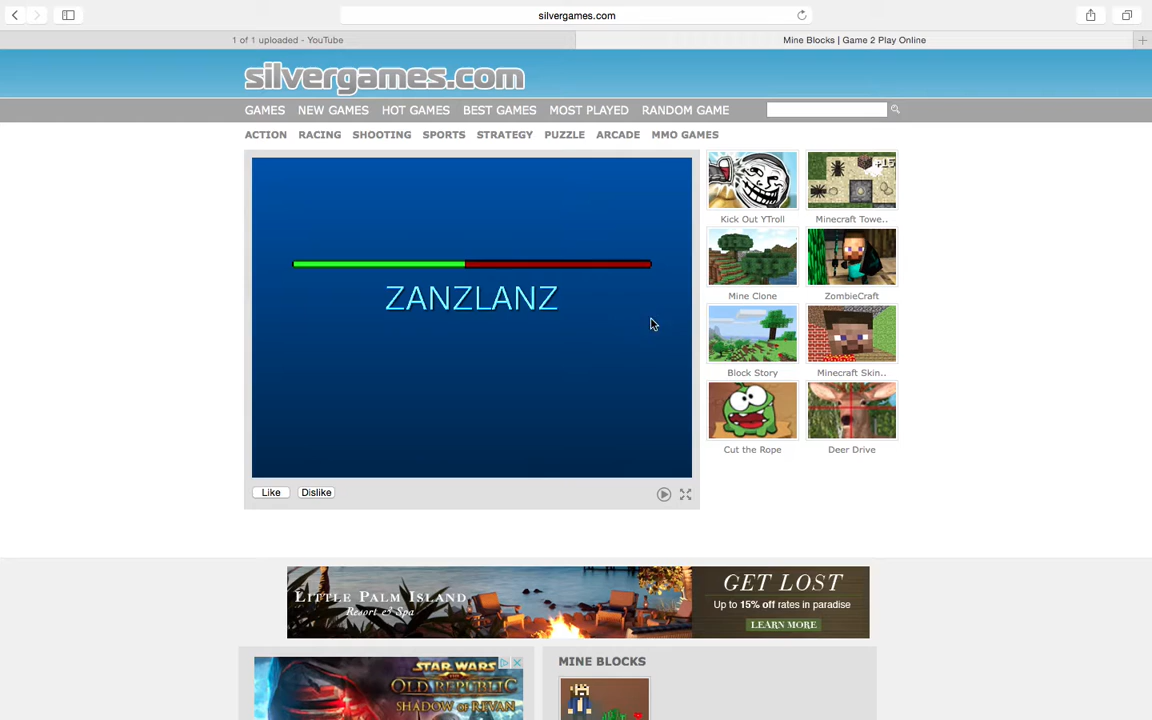 silvergames.com
1 of 1 uploaded - YouTube
Mine Blocks | Game 2 Play Online
silvergames.com
GAMES NEW GAMES HOT GAMES BEST GAMES MOST PLAYED RANDOM GAME
ACTION RACING SHOOTING SPORTS STRATEGY PUZZLE ARCADE MMO GAMES
ZANZLANZ
+15
Kick Out YTroll
Minecraft Towe..
Mine Clone
ZombieCraft
Block Story
Minecraft Skin..
Cut the Rope
Deer Drive
Like
Dislike
LITTLE PALM ISLAND
Resort & Spa
GET LOST
Up to 15% off rates in paradise
LEARN MORE
STAR WARS
THE OLD REPUBLIC
SHADOW OF REVAN
MINE BLOCKS